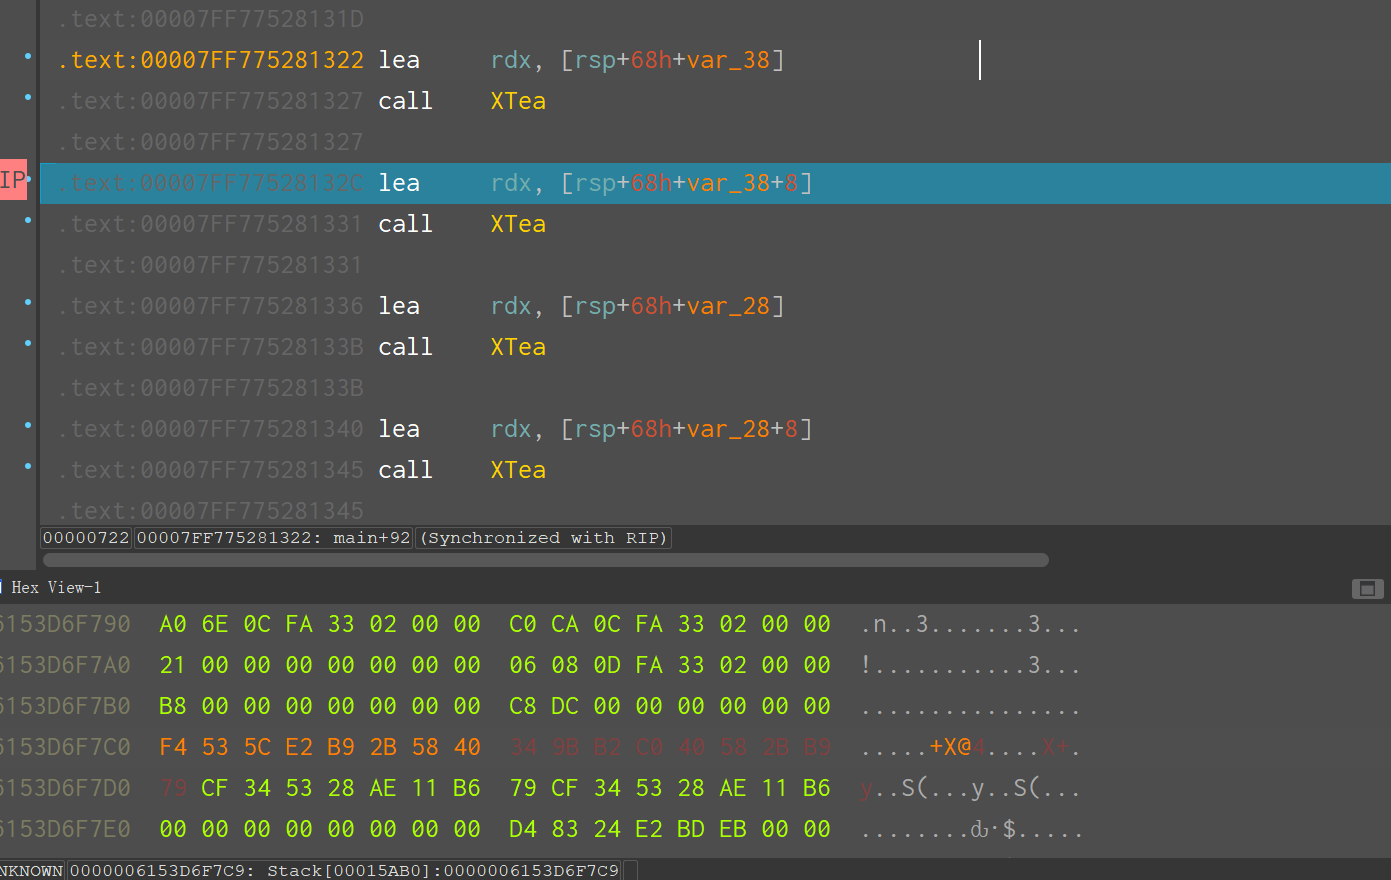 .text:00007FF77528131D
.text:00007FF775281322 lea rdx, [rsp+68h+var_38]
.text:00007FF775281327 call XTea
.text:00007FF775281327
IP .text:00007FF77528132C lea rdx, [rsp+68h+var_38+8]
.text:00007FF775281331 call XTea
.text:00007FF775281331
.text:00007FF775281336 lea rdx, [rsp+68h+var_28]
.text:00007FF77528133B call XTea
.text:00007FF77528133B
.text:00007FF775281340 lea rdx, [rsp+68h+var_28+8]
.text:00007FF775281345 call XTea
.text:00007FF775281345
00000722 00007FF775281322: main+92 (Synchronized with RIP)
Hex View-1
6153D6F790 A0 6E 0C FA 33 02 00 00 C0 CA 0C FA 33 02 00 00 .n..3.......3...
6153D6F7A0 21 00 00 00 00 00 00 00 06 08 0D FA 33 02 00 00 !...........3...
6153D6F7B0 B8 00 00 00 00 00 00 00 C8 DC 00 00 00 00 00 00 ................
6153D6F7C0 F4 53 5C E2 B9 2B 58 40 34 9B B2 C0 40 58 2B B9 .....+X@4....X+.
6153D6F7D0 79 CF 34 53 28 AE 11 B6 79 CF 34 53 28 AE 11 B6 y..S(...y..S(...
6153D6F7E0 00 00 00 00 00 00 00 00 D4 83 24 E2 BD EB 00 00 ........ԃ·$.....
NKNOWN 0000006153D6F7C9: Stack[00015AB0]:0000006153D6F7C9